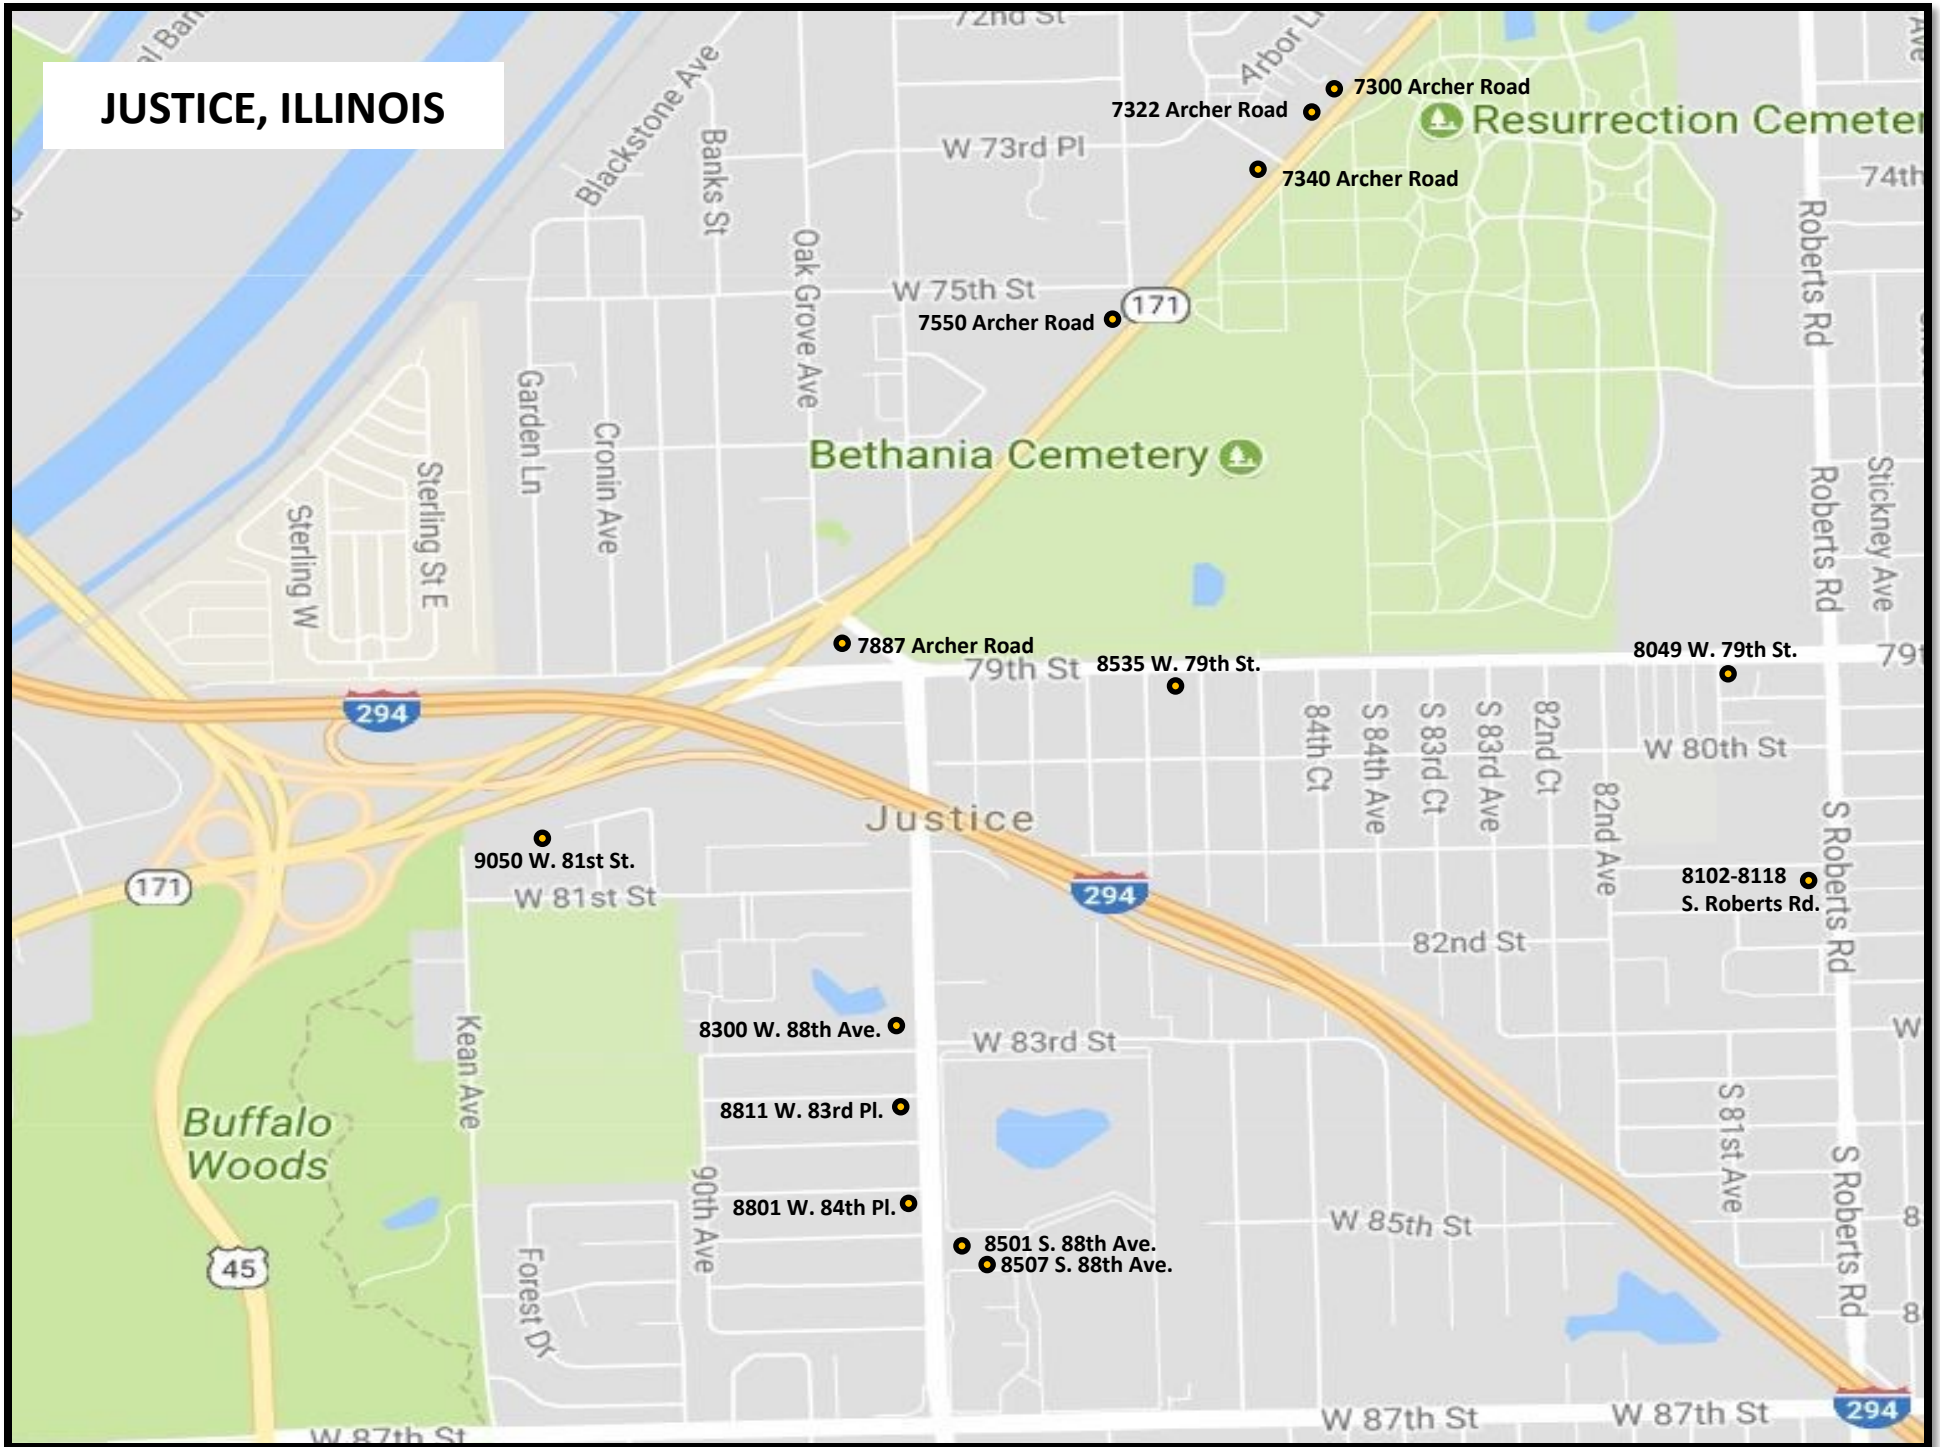 JUSTICE, ILLINOIS
72nd St
Arbor
7300 Archer Road
7322 Archer Road
Resurrection
Blackstone Ave
Banks St
W 73rd Pl
7340 Archer Road
74th
Roberts Rd
Oak Grove Ave
W 75th St
171
7550 Archer Road
Garden Ln
Cronin Ave
Bethania Cemetery
Sterling St E
Sterling W
Roberts Rd
Stickney Ave
7887 Archer Road
79th St
8535 W. 79th St.
8049 W. 79th St.
294
84th Ct
S 84th Ave
S 83rd Ct
S 83rd Ave
82nd Ct
W 80th St
82nd Ave
Justice
S Roberts Rd
9050 W. 81st St.
171
W 81st St
294
8102-8118
S. Roberts Rd.
82nd St
Kean Ave
8300 W. 88th Ave.
W 83rd St
W
8811 W. 83rd Pl.
S 81st Ave
Buffalo
Woods
90th Ave
8801 W. 84th Pl.
W 85th St
S Roberts Rd
8501 S. 88th Ave.
8507 S. 88th Ave.
45
Forest Dr
W 87th St
W 87th St
W 87th St
294